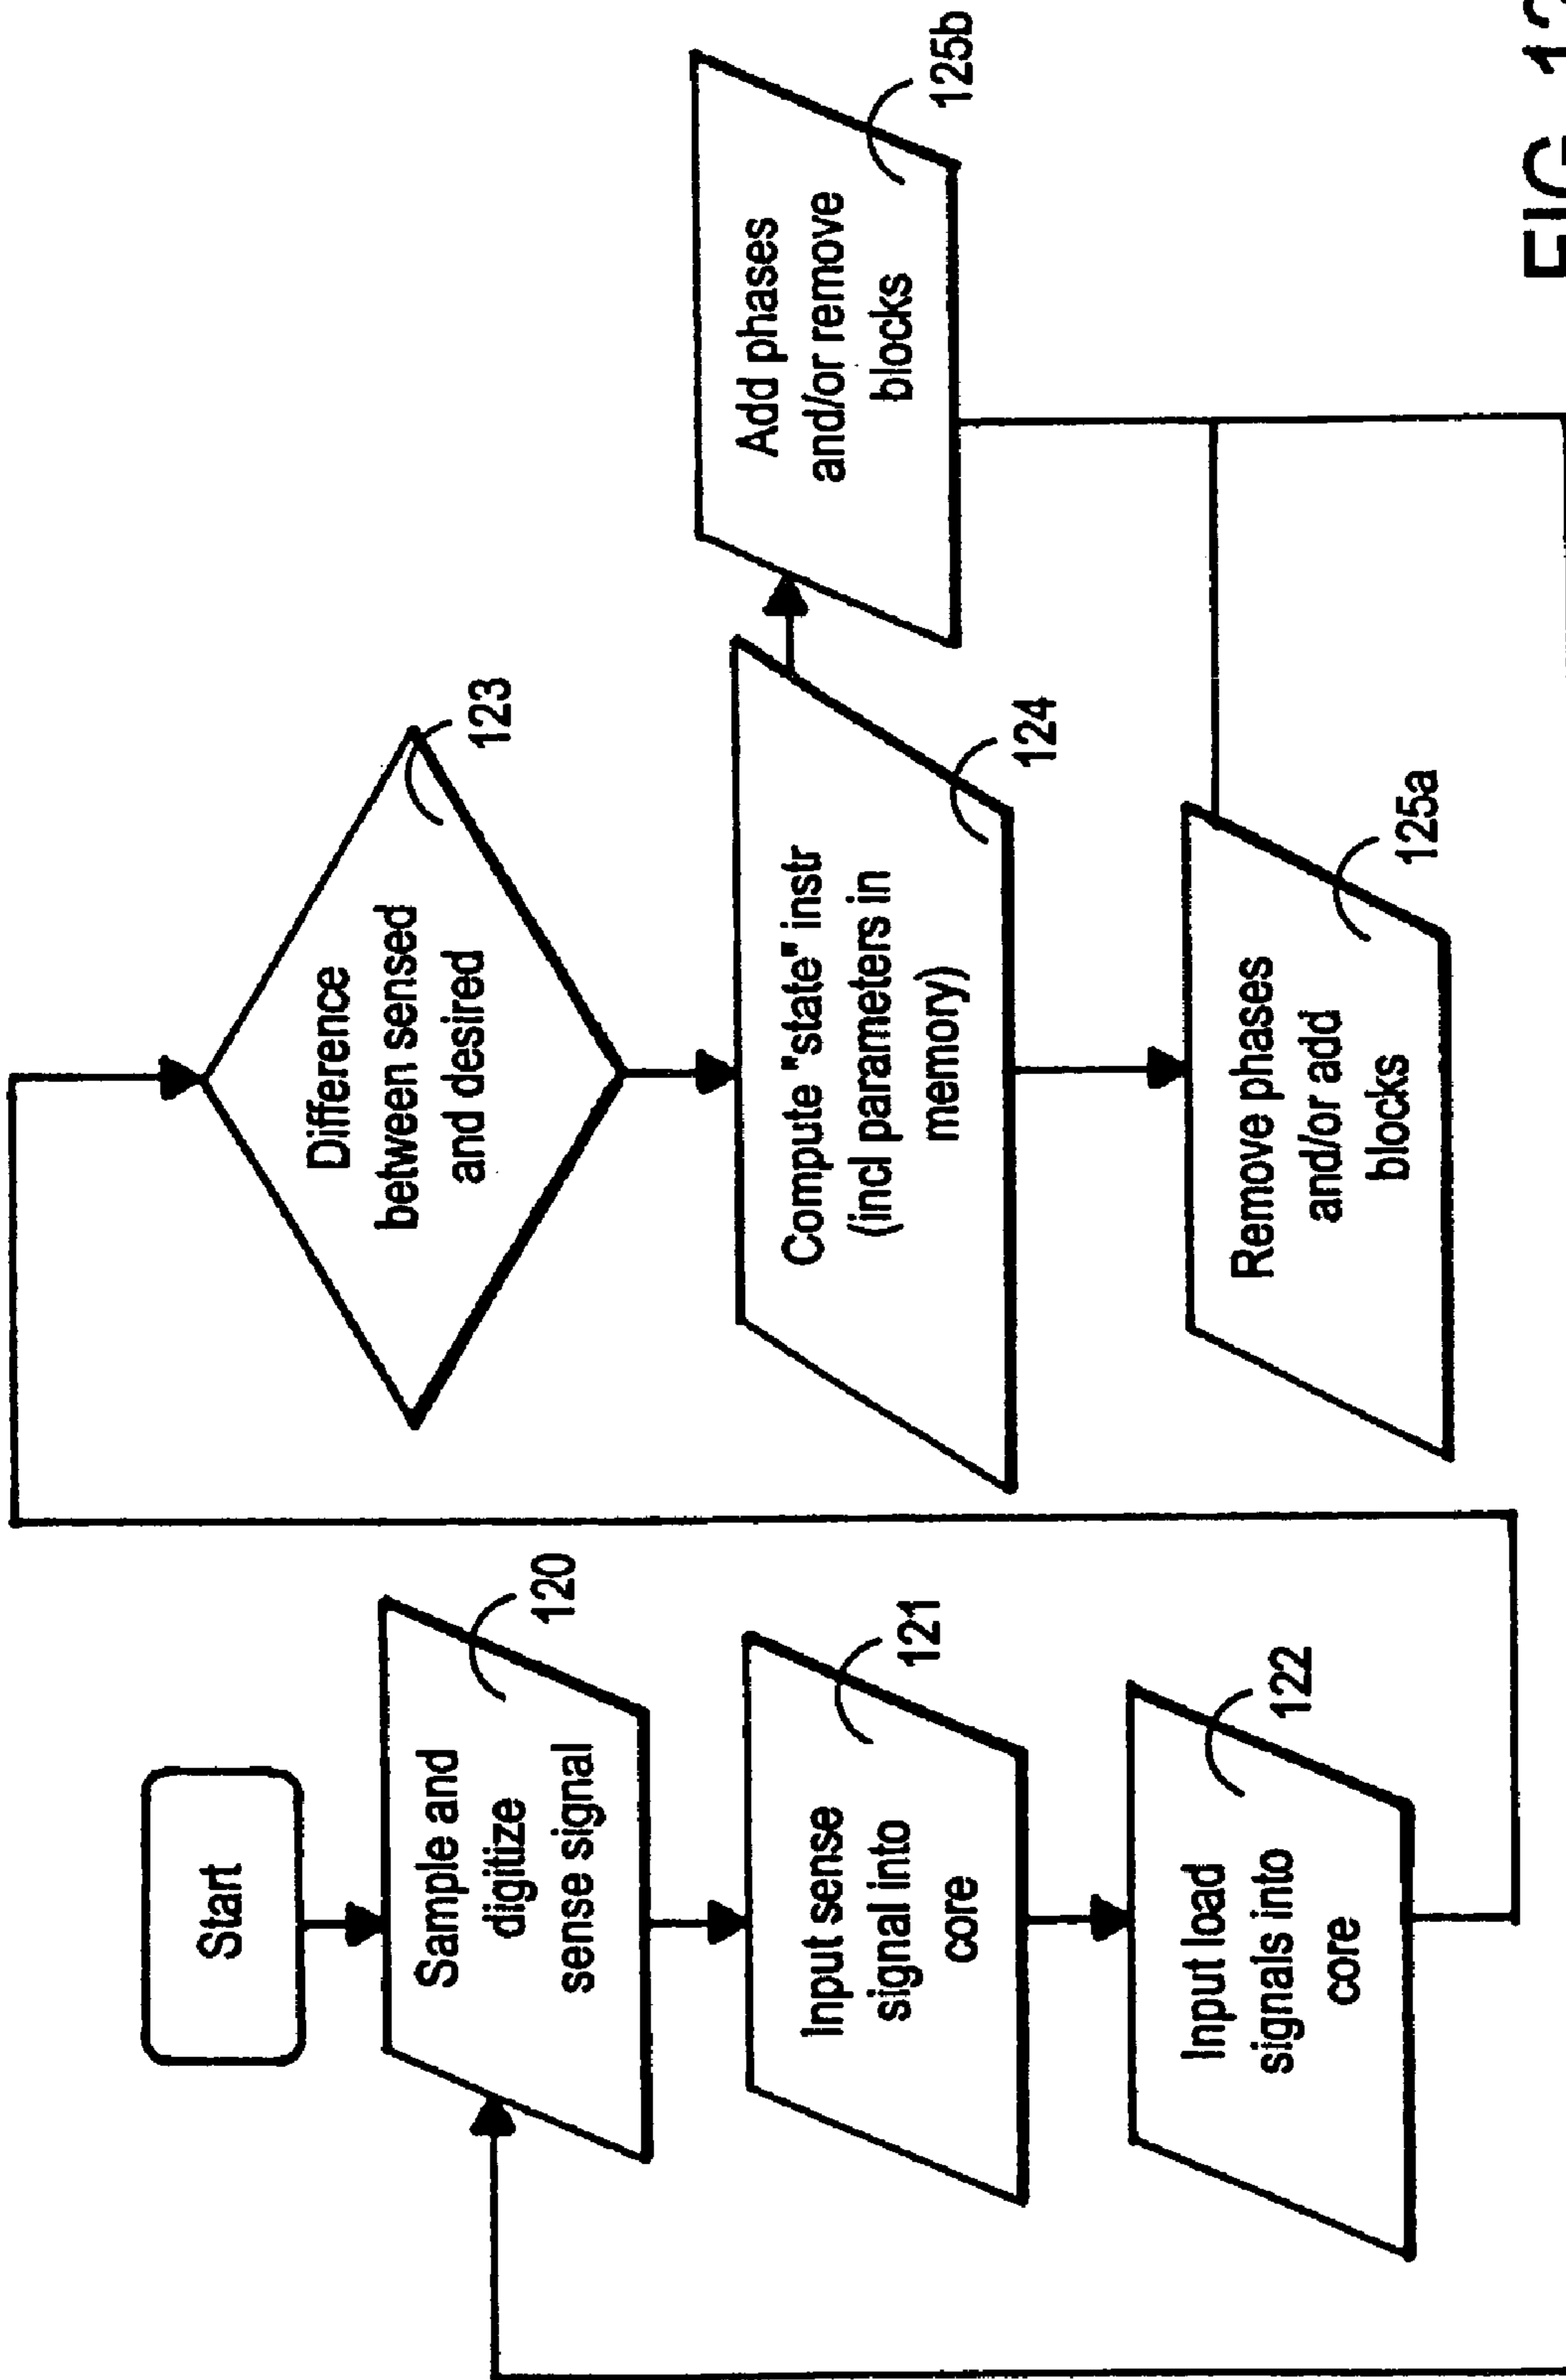 Start
Sample and
digitize
sense signal
120
Input sense
signal into
core
121
Input load
signals into
core
122
Difference
between sensed
and desired
123
Compute "state" instr
(incl parameters in
memory)
124
Remove phases
and/or add
blocks
125a
Add phases
and/or remove
blocks
125b
FIG